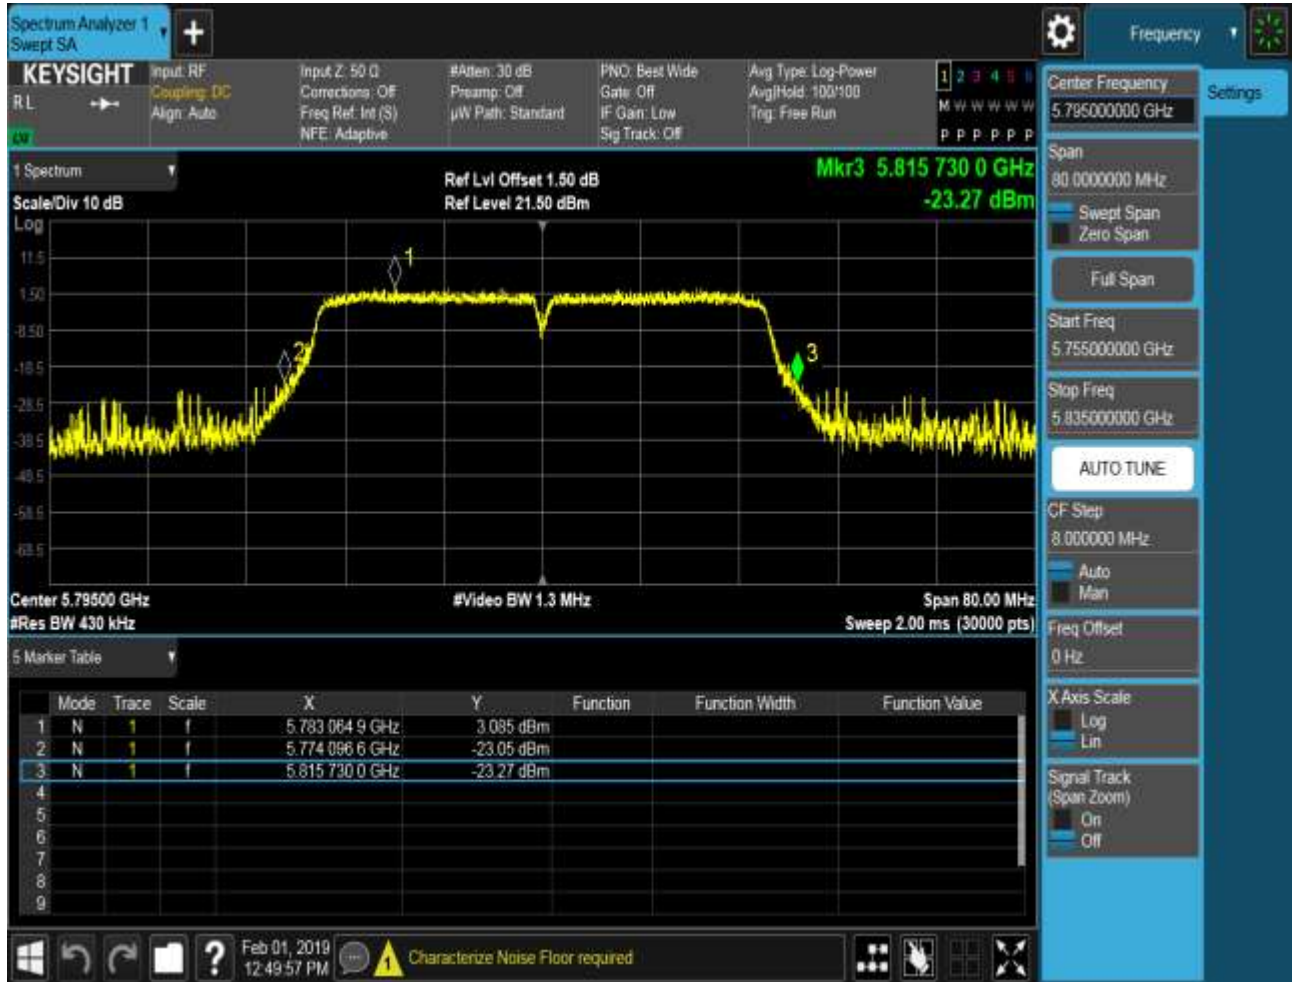 Spectrum Analyzer 1
Swept SA
+
Frequency
KEYSIGHT
RL
Input: RF
Coupling: DC
Align: Auto
Input Z: 50 Ω
Corrections: Off
Freq Ref: Int (S)
NFE: Adaptive
#Atten: 30 dB
Preamp: Off
µW Path: Standard
PNO: Best Wide
Gate: Off
IF Gain: Low
Sig Track: Off
Avg Type: Log-Power
Avg|Hold: 100/100
Trig: Free Run
1 2 3 4 5 6
M W W W W W
P P P P P P
1 Spectrum
Scale/Div 10 dB
Ref Lvl Offset 1.50 dB
Ref Level 21.50 dBm
Mkr3 5.815 730 0 GHz
-23.27 dBm
Log
11.5
1.50
-8.50
-18.5
-28.5
-38.5
-48.5
-58.5
-68.5
1
2
3
Center 5.79500 GHz
#Video BW 1.3 MHz
Span 80.00 MHz
#Res BW 430 kHz
Sweep 2.00 ms (30000 pts)
5 Marker Table
Mode Trace Scale X Y Function Function Width Function Value
1 N 1 f 5.783 064 9 GHz 3.085 dBm
2 N 1 f 5.774 096 6 GHz -23.05 dBm
3 N 1 f 5.815 730 0 GHz -23.27 dBm
4
5
6
7
8
9
Center Frequency
5.795000000 GHz
Settings
Span
80.0000000 MHz
Swept Span
Zero Span
Full Span
Start Freq
5.755000000 GHz
Stop Freq
5.835000000 GHz
AUTO TUNE
CF Step
8.000000 MHz
Auto
Man
Freq Offset
0 Hz
X Axis Scale
Log
Lin
Signal Track
(Span Zoom)
On
Off
?
Feb 01, 2019
12:49:57 PM
1
Characterize Noise Floor required